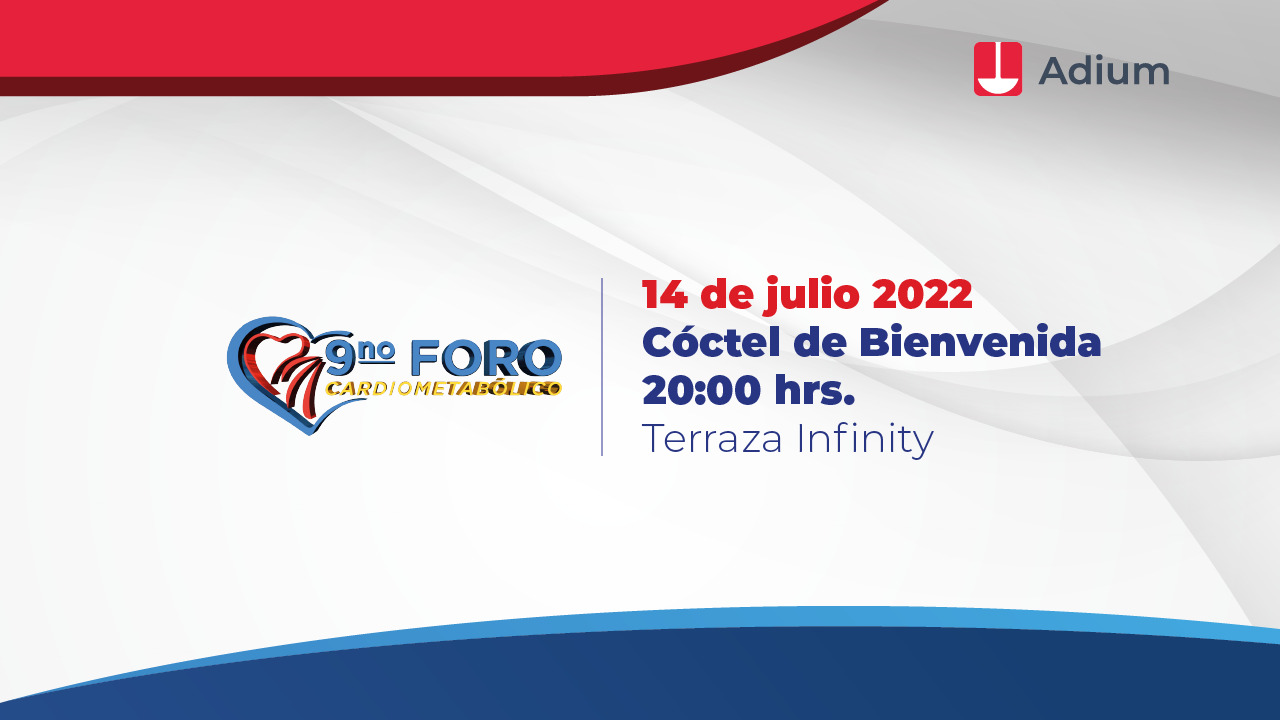 Adium
9no FORO
CARDIOMETABÓLICO
14 de julio 2022
Cóctel de Bienvenida
20:00 hrs.
Terraza Infinity